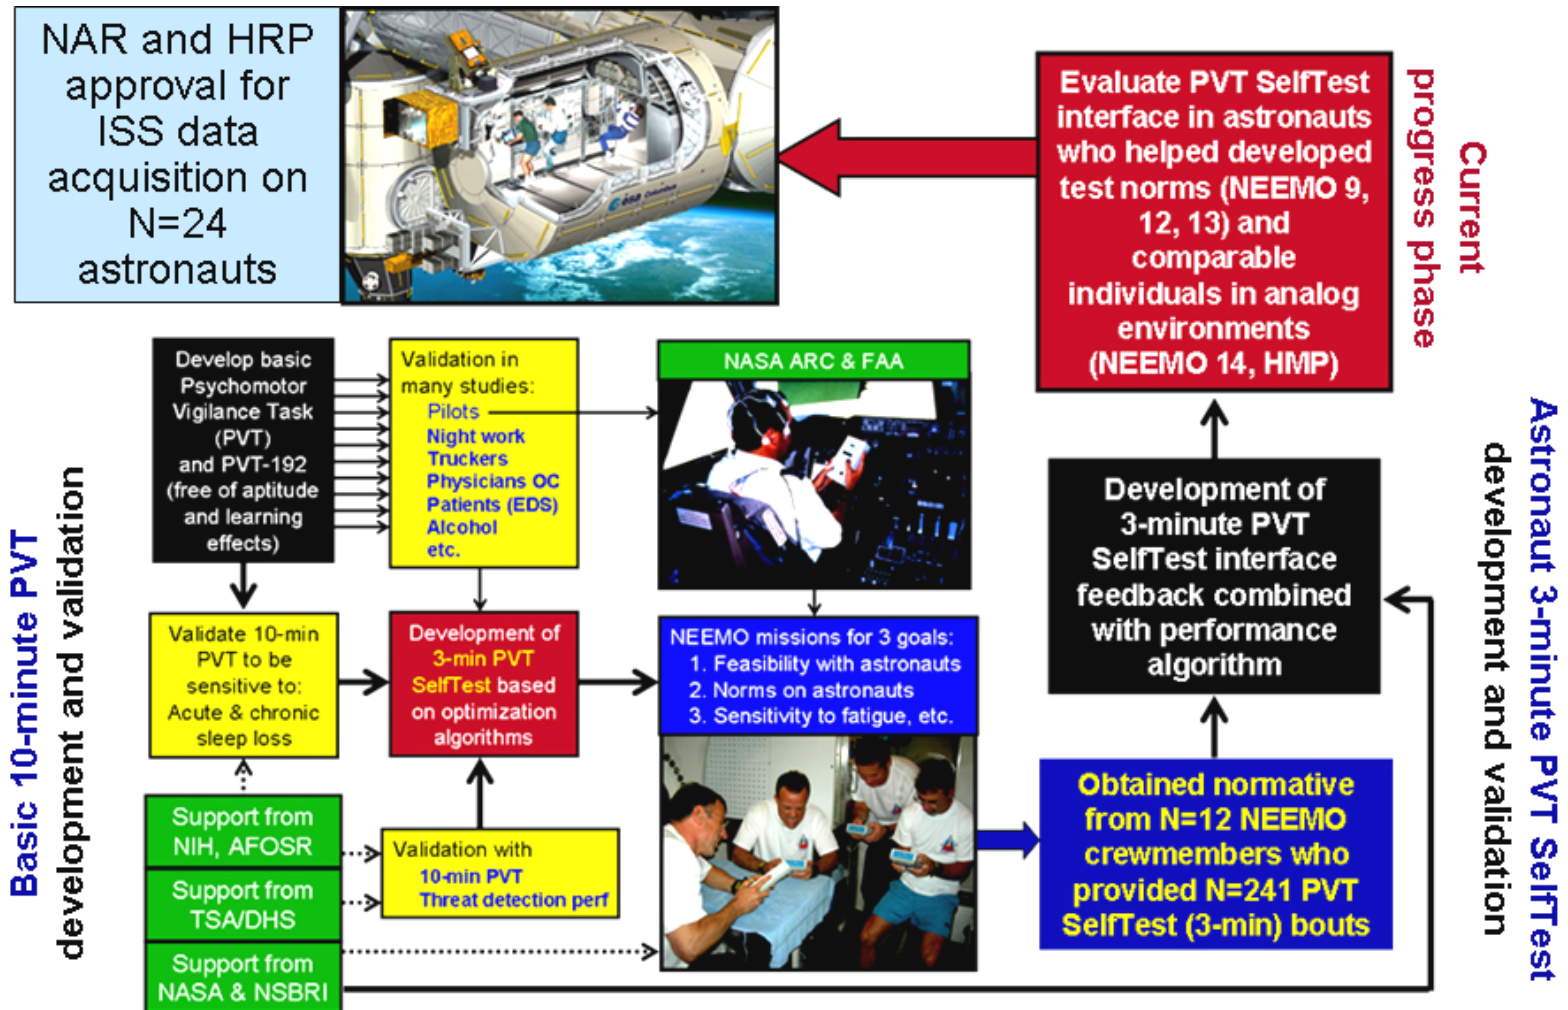 NAR and HRP
approval for
ISS data
acquisition on
N=24
astronauts
esa Columbus
Evaluate PVT SelfTest
interface in astronauts
who helped developed
test norms (NEEMO 9,
12, 13) and
comparable
individuals in analog
environments
(NEEMO 14, HMP)
Current
progress phase
Develop basic
Psychomotor
Vigilance Task
(PVT)
and PVT-192
(free of aptitude
and learning
effects)
Validation in
many studies:
Pilots
Night work
Truckers
Physicians OC
Patients (EDS)
Alcohol
etc.
NASA ARC & FAA
Basic 10-minute PVT
development and validation
Validate 10-min
PVT to be
sensitive to:
Acute & chronic
sleep loss
Development of
3-min PVT
SelfTest based
on optimization
algorithms
NEEMO missions for 3 goals:
1. Feasibility with astronauts
2. Norms on astronauts
3. Sensitivity to fatigue, etc.
Support from
NIH, AFOSR
Support from
TSA/DHS
Support from
NASA & NSBRI
Validation with
10-min PVT
Threat detection perf
Development of
3-minute PVT
SelfTest interface
feedback combined
with performance
algorithm
Obtained normative
from N=12 NEEMO
crewmembers who
provided N=241 PVT
SelfTest (3-min) bouts
Astronaut 3-minute PVT SelfTest
development and validation